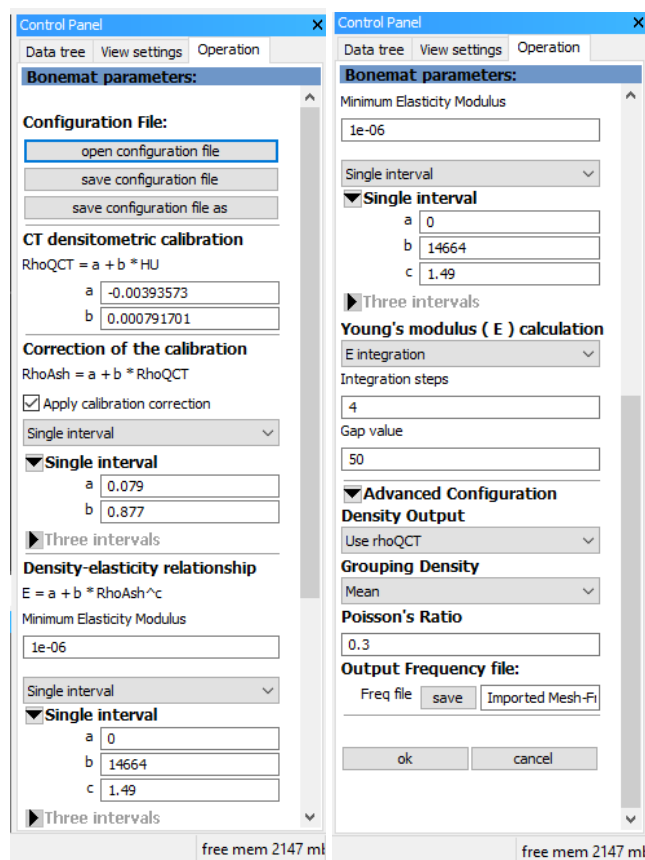 Control Panel
Data tree View settings Operation
Bonemat parameters:
Configuration File:
open configuration file
save configuration file
save configuration file as
CT densitometric calibration
RhoQCT = a + b * HU
a -0.00393573
b 0.000791701
Correction of the calibration
RhoAsh = a + b * RhoQCT
Apply calibration correction
Single interval
Single interval
a 0.079
b 0.877
Three intervals
Density-elasticity relationship
E = a + b * RhoAsh^c
Minimum Elasticity Modulus
1e-06
Single interval
Single interval
a 0
b 14664
c 1.49
Three intervals
free mem 2147 mb
Control Panel
Data tree View settings Operation
Bonemat parameters:
Minimum Elasticity Modulus
1e-06
Single interval
Single interval
a 0
b 14664
c 1.49
Three intervals
Young's modulus ( E ) calculation
E integration
Integration steps
4
Gap value
50
Advanced Configuration
Density Output
Use rhoQCT
Grouping Density
Mean
Poisson's Ratio
0.3
Output Frequency file:
Freq file save Imported Mesh-Fr
ok cancel
free mem 2147 mb